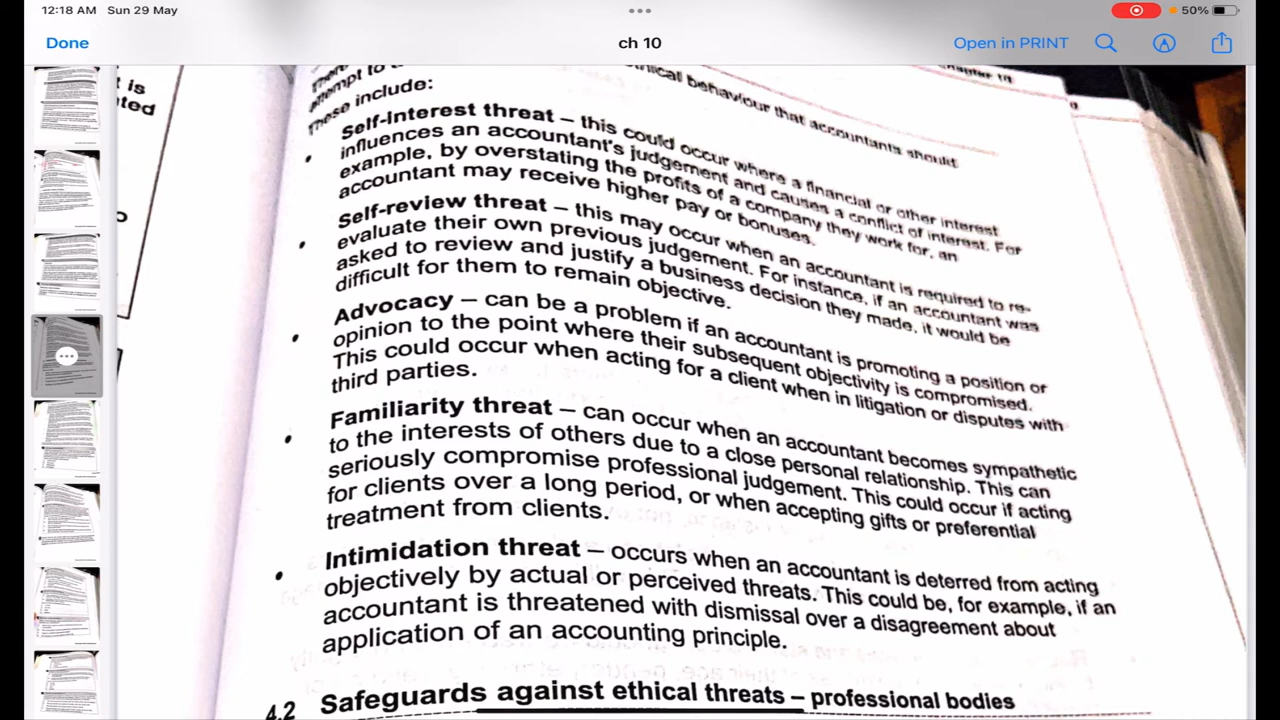 12:18 AM Sun 29 May
50%
Done
ch 10
Open in PRINT
t is
ted
attempt to
ethical behaviour that accountants should
These include:
Self-interest threat – this could occur where a financial or other interest
influences an accountant's judgement and causes a conflict of interest. For
example, by overstating the profits of a company they work for, an
accountant may receive higher pay or bonuses.
Self-review threat – this may occur when an accountant is required to re-
evaluate their own previous judgement. For instance, if an accountant was
asked to review and justify a business decision they made, it would be
difficult for them to remain objective.
Advocacy – can be a problem if an accountant is promoting a position or
opinion to the point where their subsequent objectivity is compromised.
This could occur when acting for a client when in litigation or disputes with
third parties.
Familiarity threat – can occur when an accountant becomes sympathetic
to the interests of others due to a close personal relationship. This can
seriously compromise professional judgement. This could occur if acting
for clients over a long period, or when accepting gifts or preferential
treatment from clients.
Intimidation threat – occurs when an accountant is deterred from acting
objectively by actual or perceived threats. This could be, for example, if an
accountant is threatened with dismissal over a disagreement about
application of an accounting principle.
4.2 Safeguards against ethical threats – professional bodies